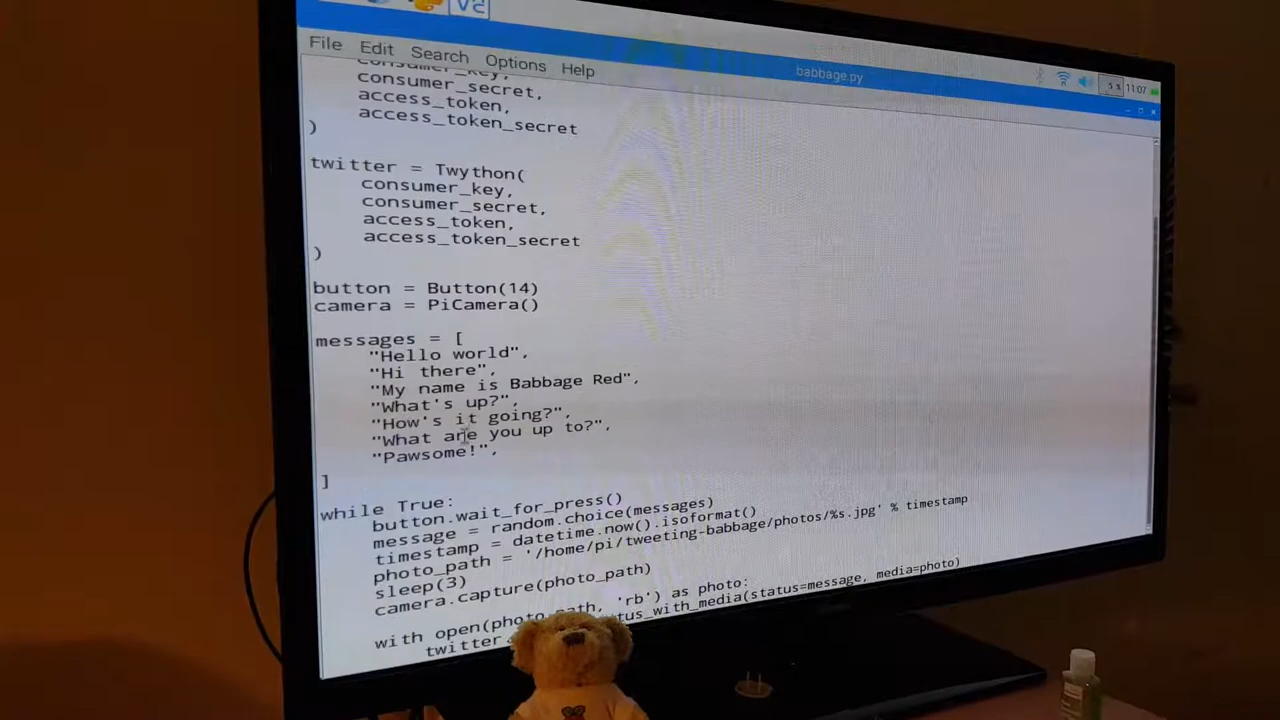 File Edit Search Options Help
babbage.py
11:07
consumer_key,
consumer_secret,
access_token,
access_token_secret
)
twitter = Twython(
consumer_key,
consumer_secret,
access_token,
access_token_secret
)
button = Button(14)
camera = PiCamera()
messages = [
"Hello world",
"Hi there",
"My name is Babbage Red",
"What's up?",
"How's it going?",
"What are you up to?",
"Pawsome!",
]
while True:
button.wait_for_press()
message = random.choice(messages)
timestamp = datetime.now().isoformat()
photo_path = '/home/pi/tweeting-babbage/photos/%s.jpg' % timestamp
sleep(3)
camera.capture(photo_path)
with open(photo_path, 'rb') as photo:
twitter. tus_with_media(status=message, media=photo)